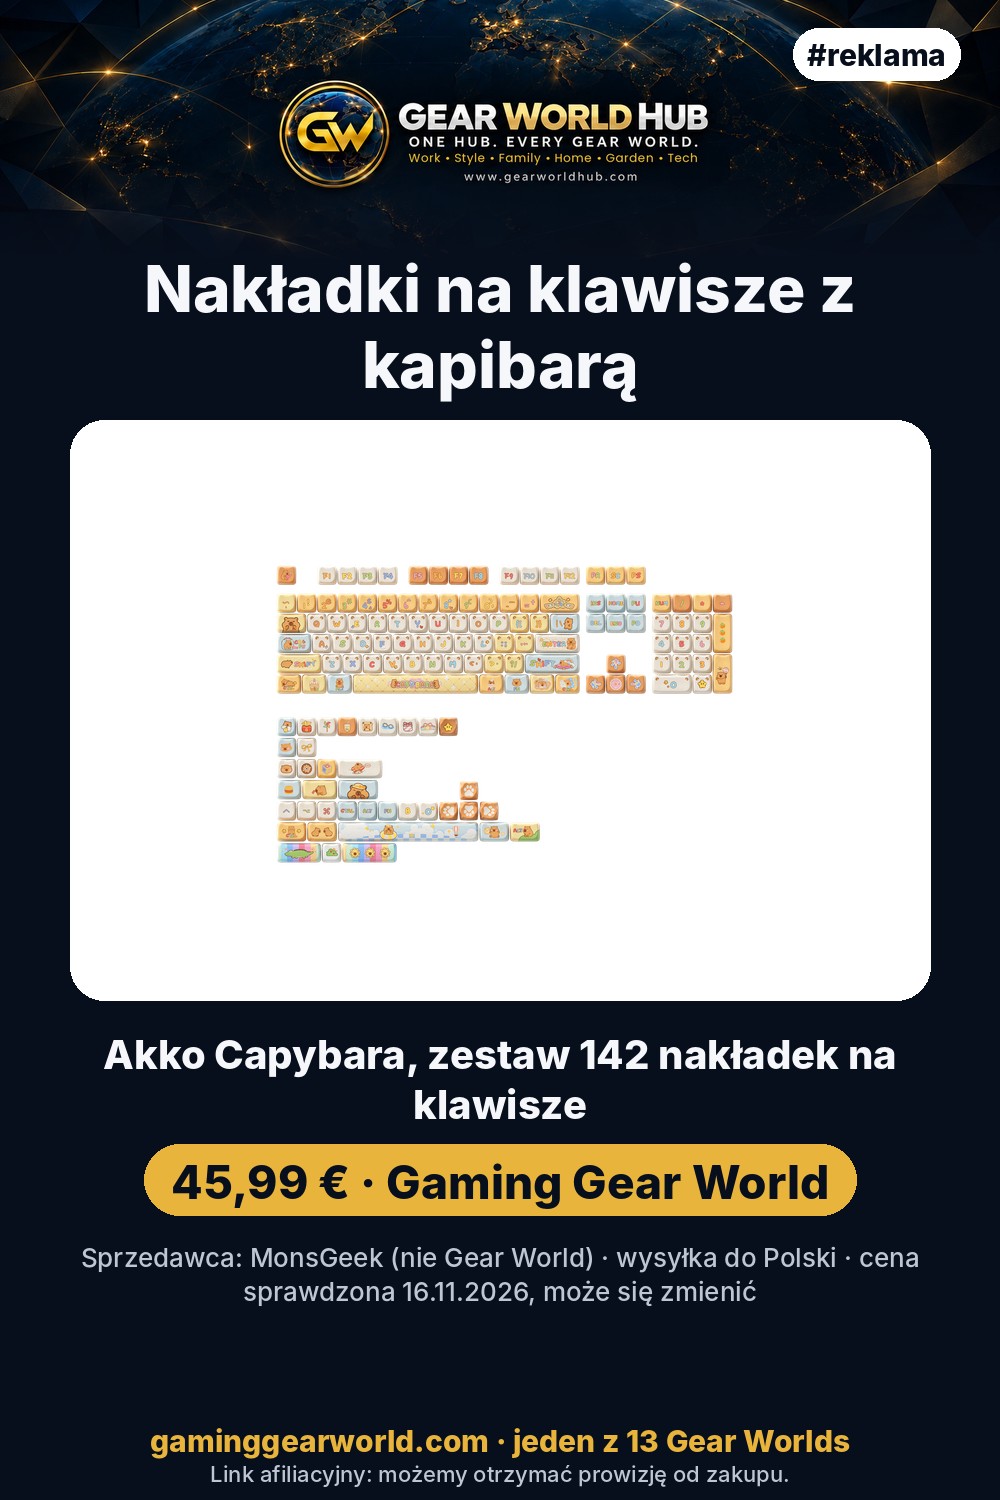 #reklama
GW
GEAR WORLD HUB
ONE HUB. EVERY GEAR WORLD.
Work • Style • Family • Home • Garden • Tech
www.gearworldhub.com
Nakładki na klawisze z
kapibarą
Akko Capybara, zestaw 142 nakładek na
klawisze
45,99 € · Gaming Gear World
Sprzedawca: MonsGeek (nie Gear World) · wysyłka do Polski · cena
sprawdzona 16.11.2026, może się zmienić
gaminggearworld.com · jeden z 13 Gear Worlds
Link afiliacyjny: możemy otrzymać prowizję od zakupu.